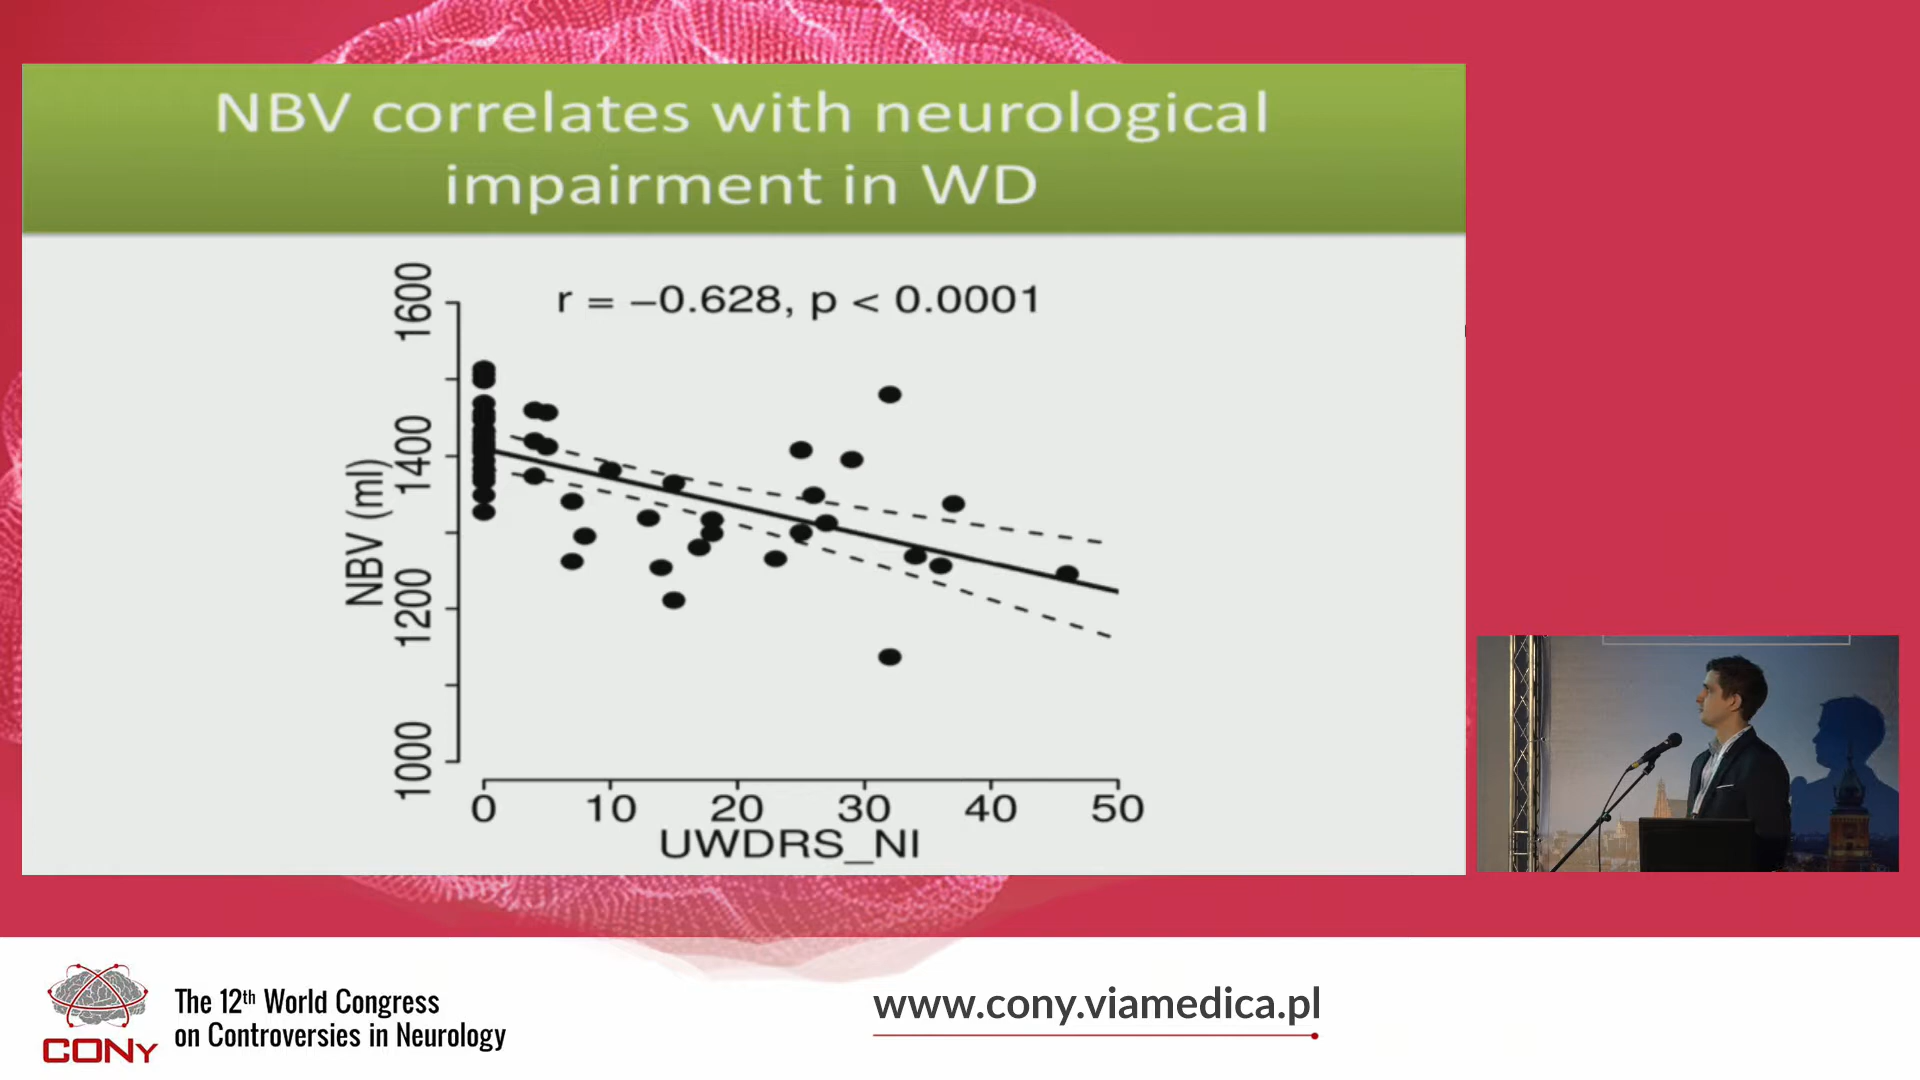 NBV correlates with neurological
impairment in WD
r = −0.628, p < 0.0001
1600
1400
1200
1000
NBV (ml)
0 10 20 30 40 50
UWDRS_NI
CONy
The 12th World Congress
on Controversies in Neurology
www.cony.viamedica.pl